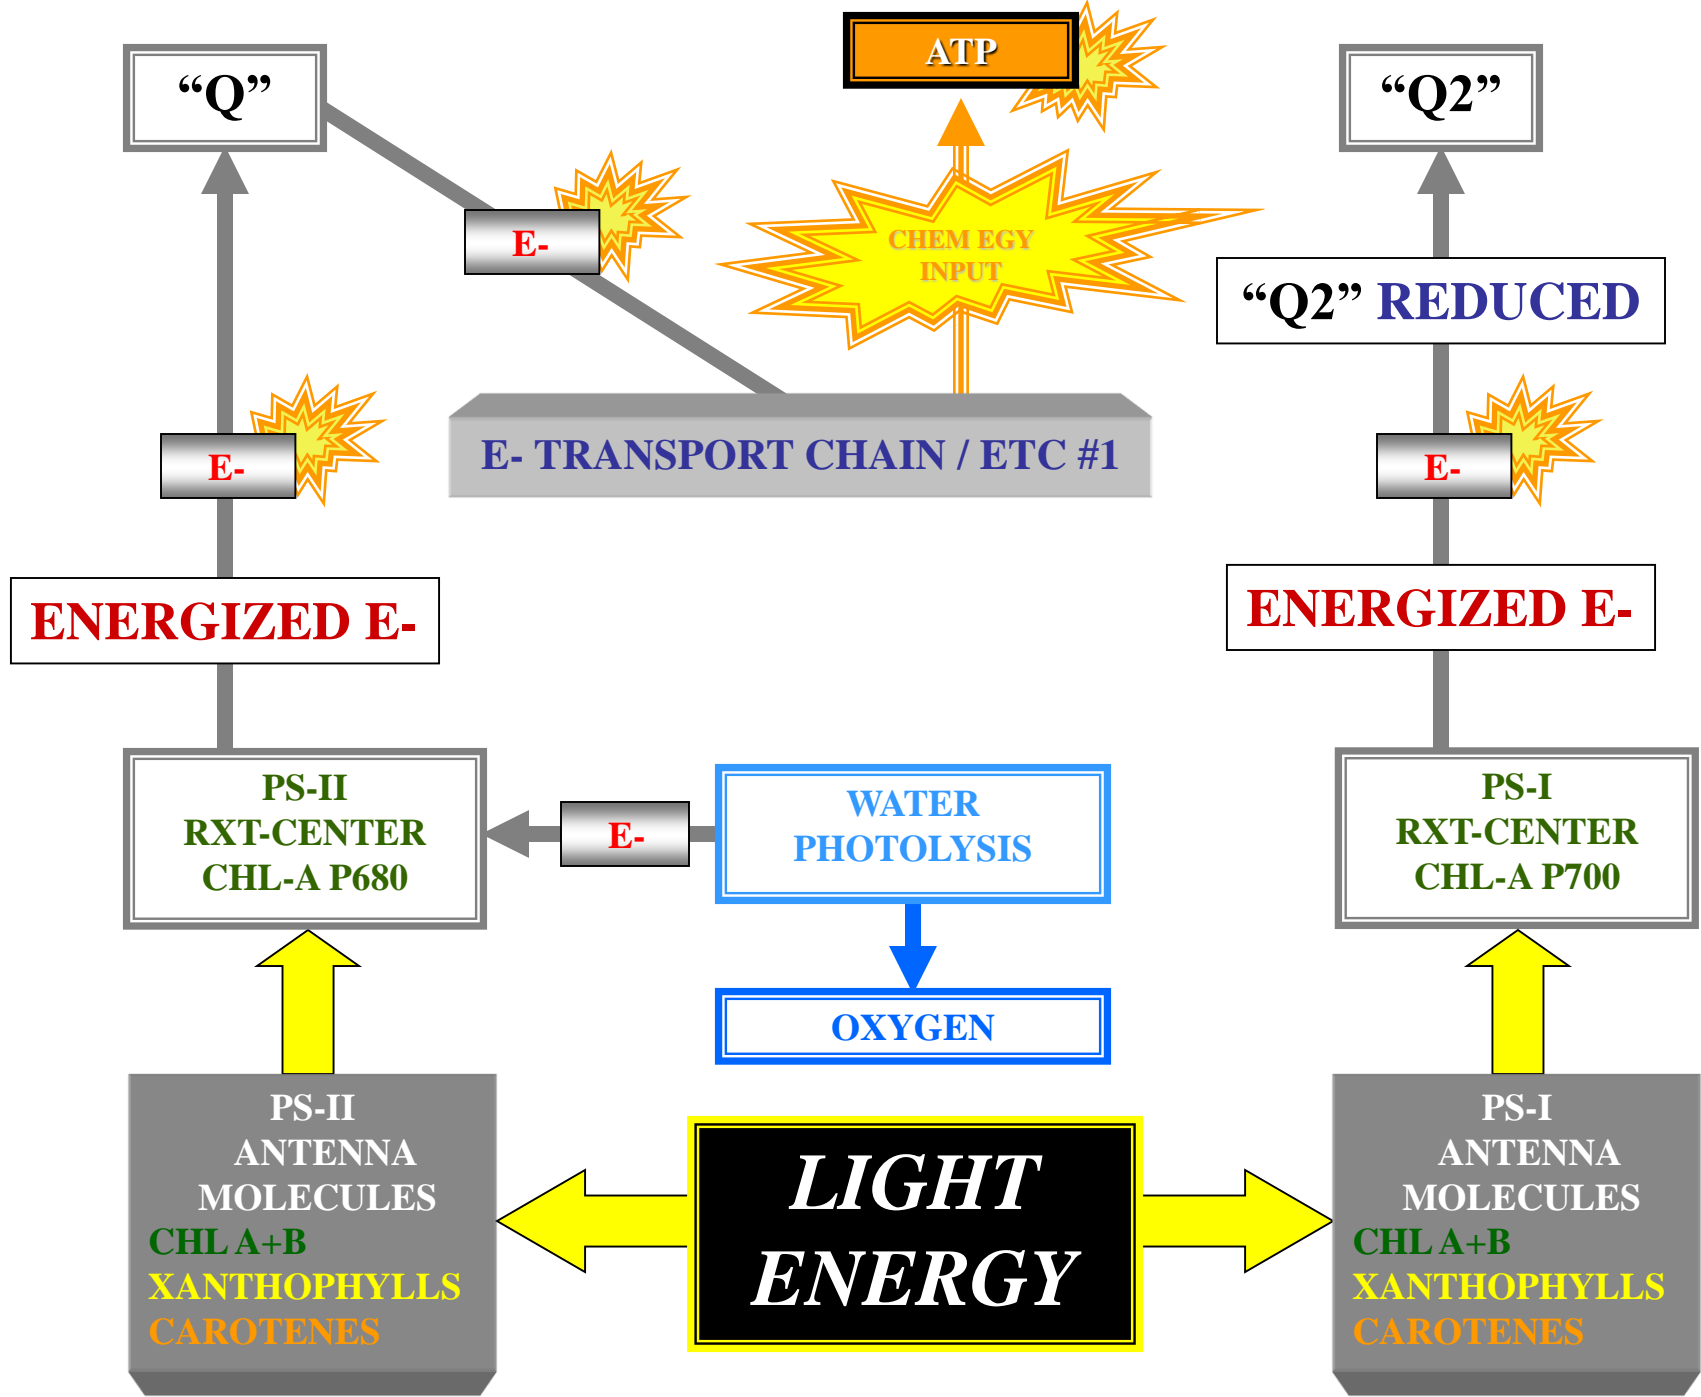 “Q”
ATP
“Q2”
E-
CHEM EGY
INPUT
“Q2” REDUCED
E-
E- TRANSPORT CHAIN / ETC #1
E-
ENERGIZED E-
ENERGIZED E-
PS-II
RXT-CENTER
CHL-A P680
E-
WATER
PHOTOLYSIS
PS-I
RXT-CENTER
CHL-A P700
OXYGEN
PS-II
ANTENNA
MOLECULES
CHL A+B
XANTHOPHYLLS
CAROTENES
LIGHT
ENERGY
PS-I
ANTENNA
MOLECULES
CHL A+B
XANTHOPHYLLS
CAROTENES